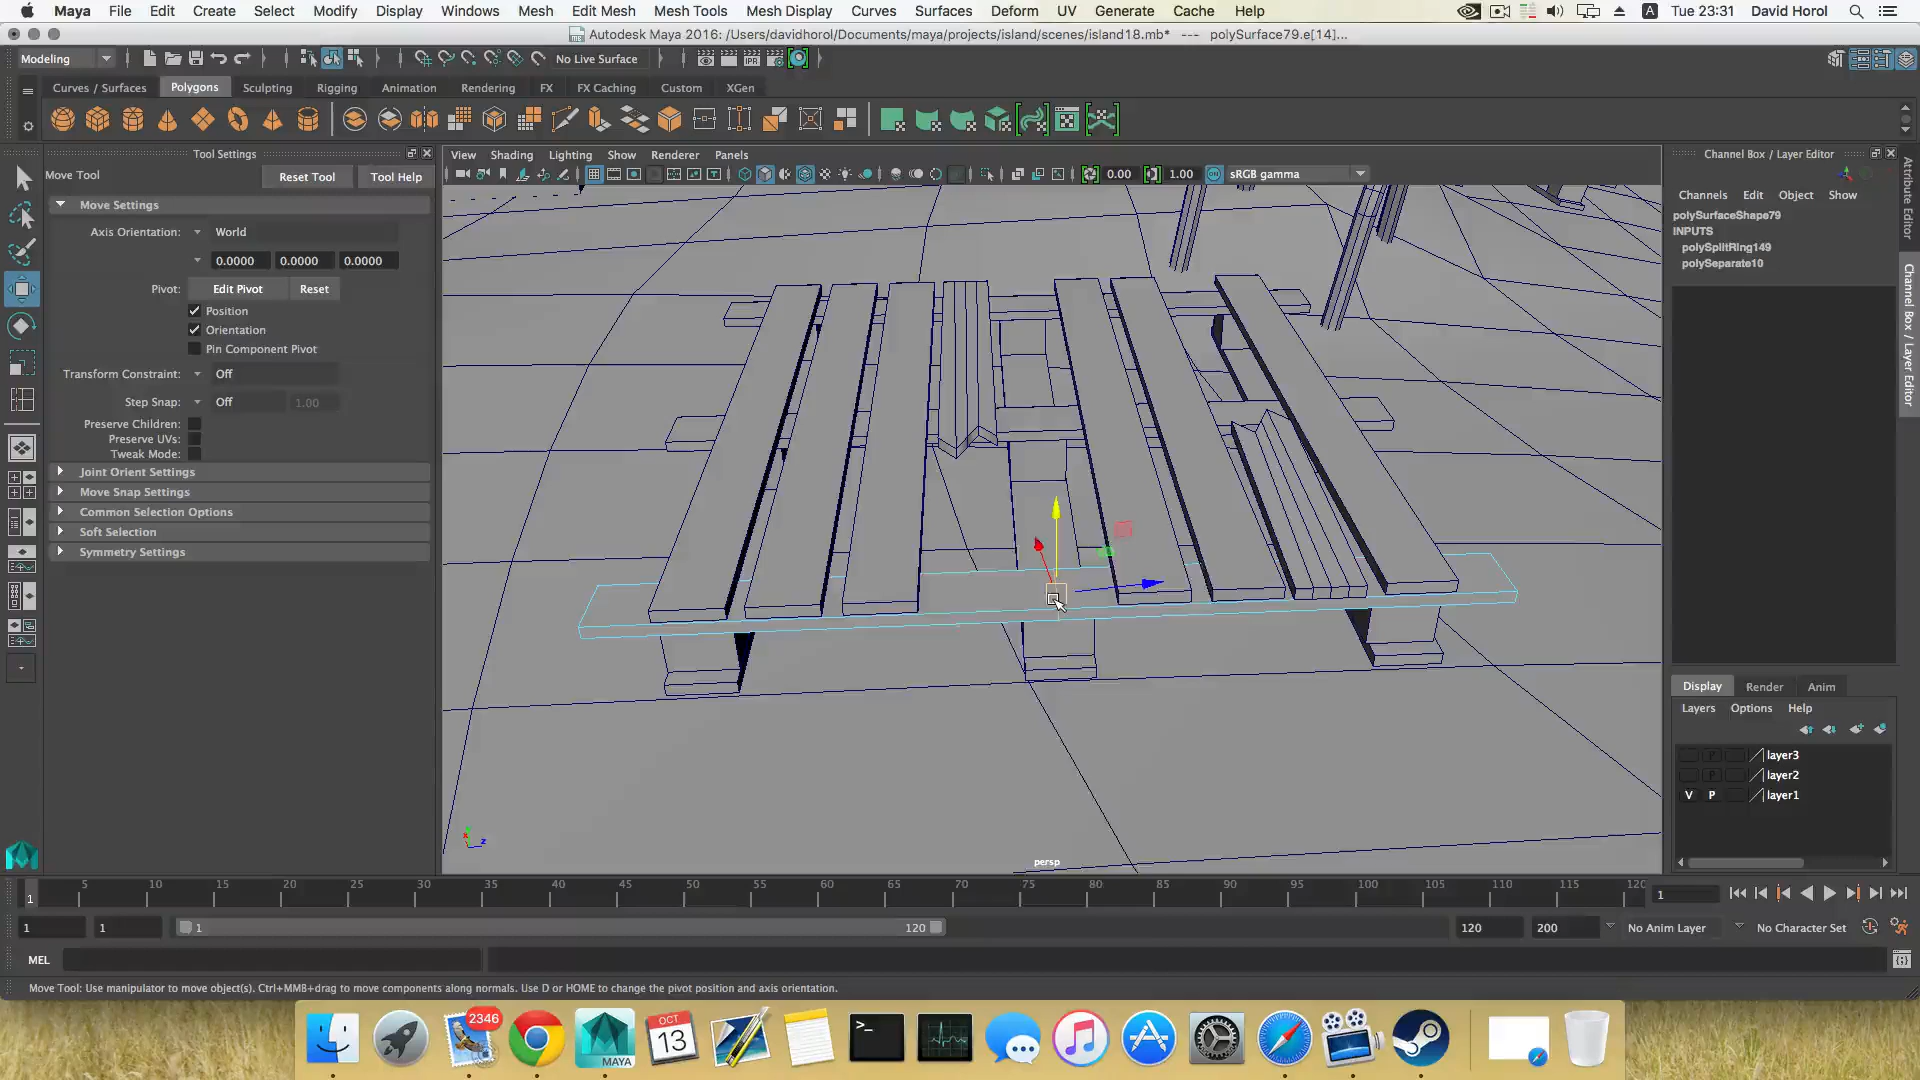 Maya File Edit Create Select Modify Display Windows Mesh Edit Mesh Mesh Tools Mesh Display Curves Surfaces Deform UV Generate Cache Help A Tue 23:31 David Horol
Autodesk Maya 2016: /Users/davidhorol/Documents/maya/projects/island/scenes/island18.mb* --- polySurface79.e[14]...
Modeling No Live Surface IPR
Curves / Surfaces Polygons Sculpting Rigging Animation Rendering FX FX Caching Custom XGen
Tool Settings
Move Tool Reset Tool Tool Help
Move Settings
Axis Orientation: World
0.0000 0.0000 0.0000
Pivot: Edit Pivot Reset
Position
Orientation
Pin Component Pivot
Transform Constraint: Off
Step Snap: Off 1.00
Preserve Children:
Preserve UVs:
Tweak Mode:
Joint Orient Settings
Move Snap Settings
Common Selection Options
Soft Selection
Symmetry Settings
View Shading Lighting Show Renderer Panels
0.00 1.00 sRGB gamma
persp
x z
Channel Box / Layer Editor
Channels Edit Object Show
polySurfaceShape79
INPUTS
polySplitRing149
polySeparate10
Attribute Editor
Channel Box / Layer Editor
Display Render Anim
Layers Options Help
P layer3
P layer2
V P layer1
1 5 10 15 20 25 30 35 40 45 50 55 60 65 70 75 80 85 90 95 100 105 110 115 120 1
1 1 1 120 120 200 No Anim Layer No Character Set
MEL
Move Tool: Use manipulator to move object(s). Ctrl+MMB+drag to move components along normals. Use D or HOME to change the pivot position and axis orientation.
2346
MAYA
OCT
13
>_